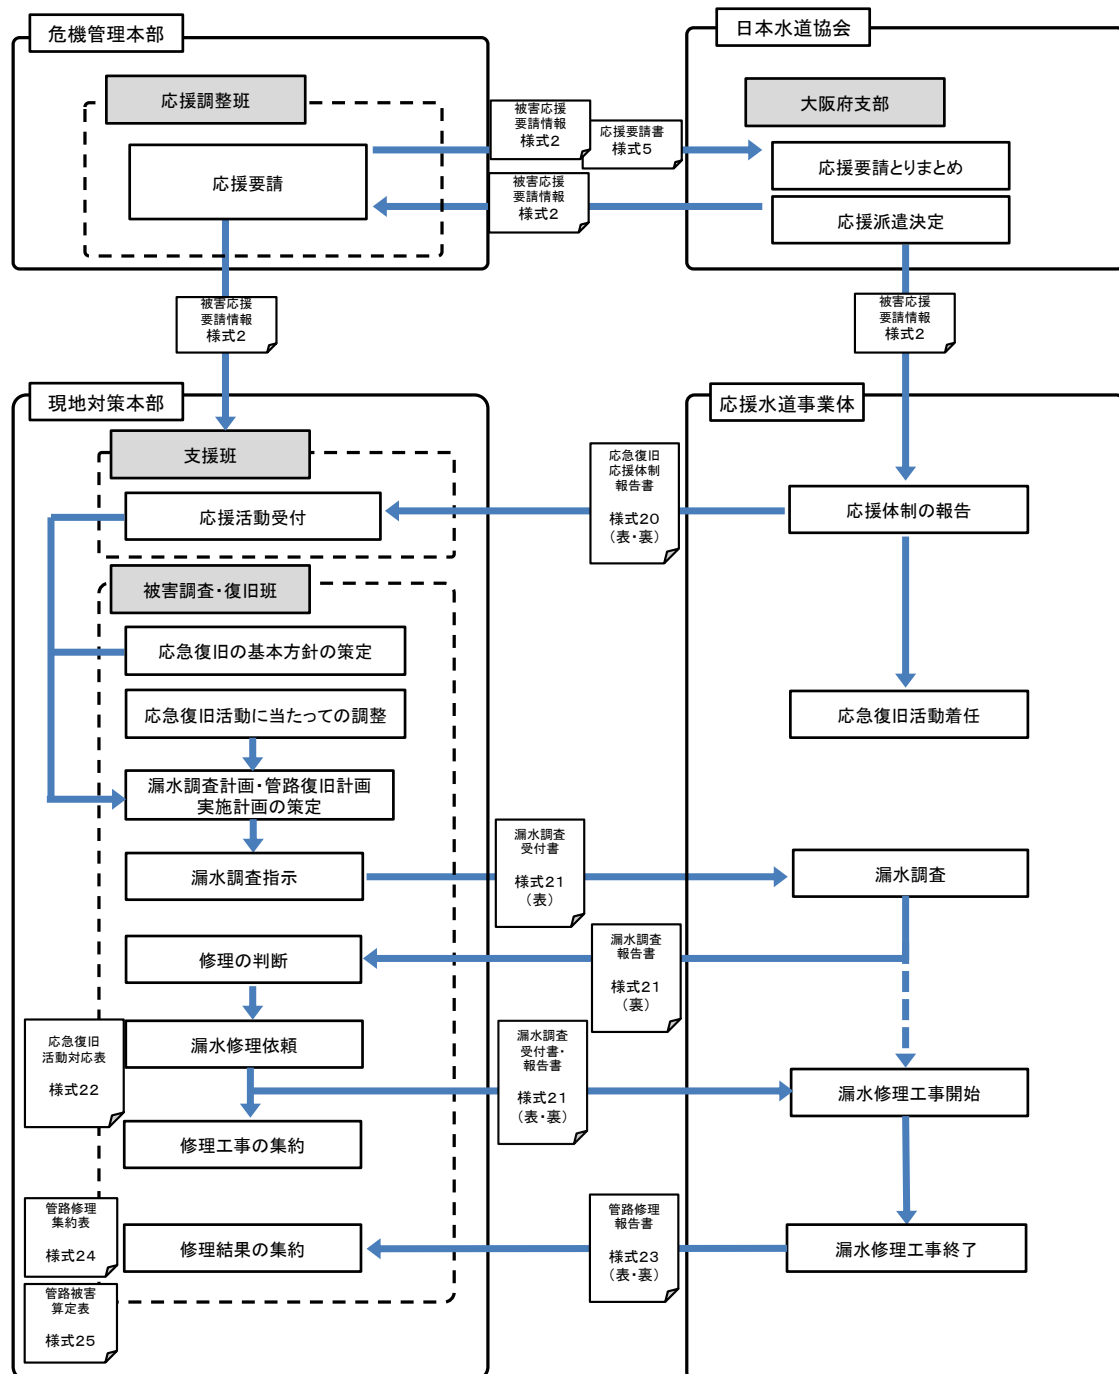 危機管理本部
日本水道協会
応援調整班
大阪府支部
被害応援
要請情報
様式2
応援要請書
様式5
応援要請
応援要請とりまとめ
被害応援
要請情報
様式2
応援派遣決定
被害応援
要請情報
様式2
被害応援
要請情報
様式2
現地対策本部
応援水道事業体
支援班
応急復旧
応援体制
報告書
様式20
(表・裏)
応援活動受付
応援体制の報告
被害調査・復旧班
応急復旧の基本方針の策定
応急復旧活動に当たっての調整
応急復旧活動着任
漏水調査計画・管路復旧計画
実施計画の策定
漏水調査
受付書
様式21
(表)
漏水調査指示
漏水調査
漏水調査
報告書
様式21
(裏)
修理の判断
応急復旧
活動対応表
様式22
漏水修理依頼
漏水調査
受付書・
報告書
様式21
(表・裏)
漏水修理工事開始
修理工事の集約
管路修理
集約表
様式24
管路修理
報告書
様式23
(表・裏)
修理結果の集約
漏水修理工事終了
管路被害
算定表
様式25